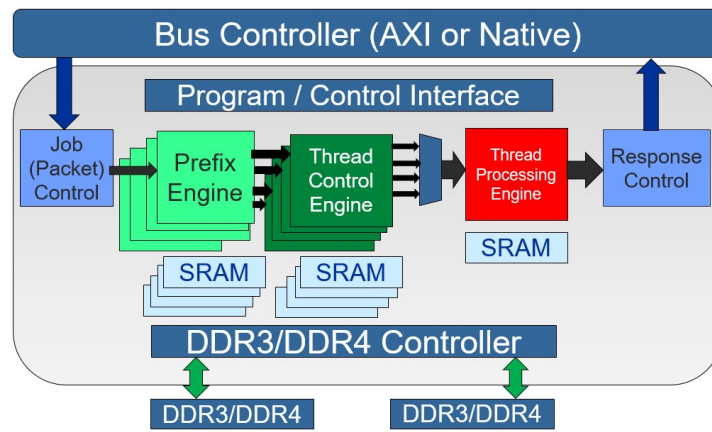 Bus Controller (AXI or Native)
Program / Control Interface
Job
(Packet)
Control
Prefix
Engine
Thread
Control
Engine
Thread
Processing
Engine
Response
Control
SRAM
SRAM
SRAM
DDR3/DDR4 Controller
DDR3/DDR4
DDR3/DDR4